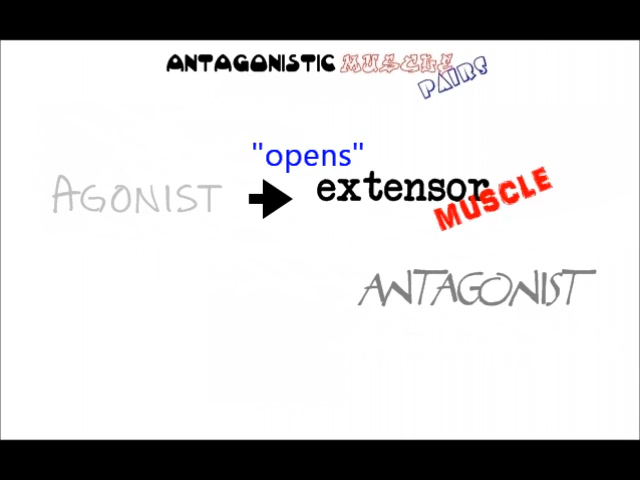 ANTAGONISTIC MUSCLE PAIRS
"opens"
AGONIST extensor MUSCLE
ANTAGONIST